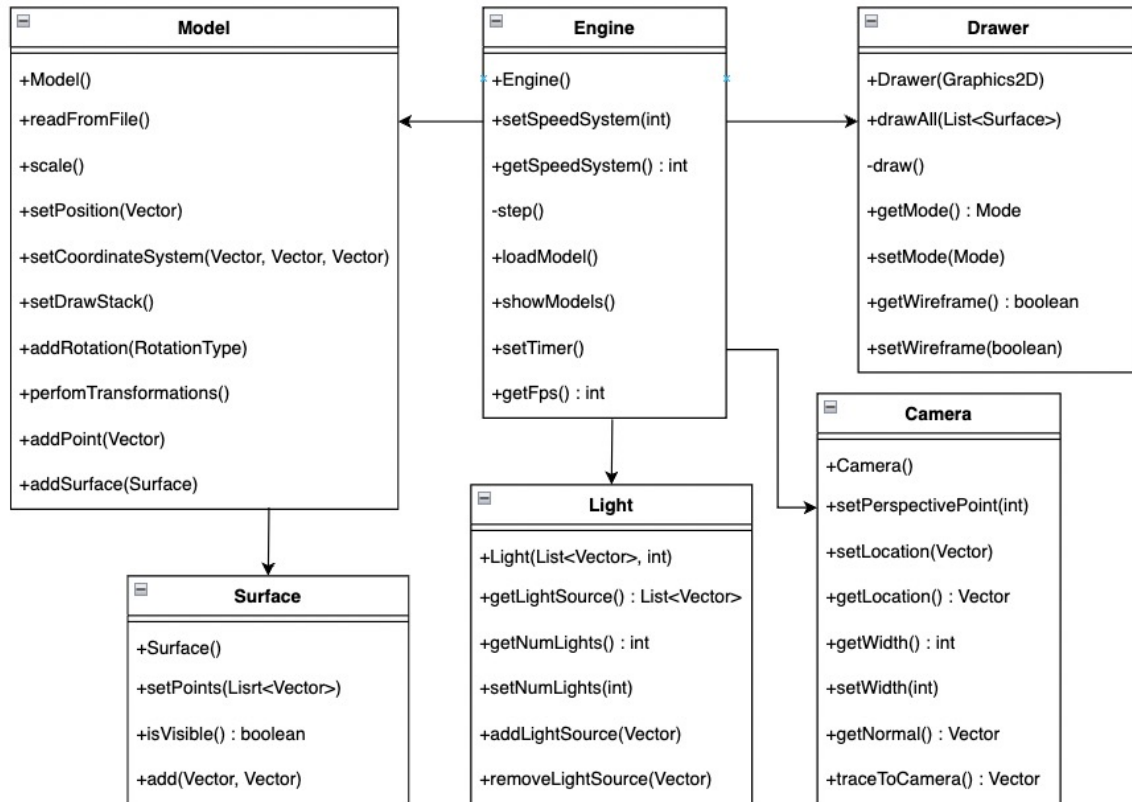 Model
+Model()
+readFromFile()
+scale()
+setPosition(Vector)
+setCoordinateSystem(Vector, Vector, Vector)
+setDrawStack()
+addRotation(RotationType)
+perfomTransformations()
+addPoint(Vector)
+addSurface(Surface)
Engine
+Engine()
+setSpeedSystem(int)
+getSpeedSystem() : int
-step()
+loadModel()
+showModels()
+setTimer()
+getFps() : int
Drawer
+Drawer(Graphics2D)
+drawAll(List<Surface>)
-draw()
+getMode() : Mode
+setMode(Mode)
+getWireframe() : boolean
+setWireframe(boolean)
Surface
+Surface()
+setPoints(Lisrt<Vector>)
+isVisible() : boolean
+add(Vector, Vector)
Light
+Light(List<Vector>, int)
+getLightSource() : List<Vector>
+getNumLights() : int
+setNumLights(int)
+addLightSource(Vector)
+removeLightSource(Vector)
Camera
+Camera()
+setPerspectivePoint(int)
+setLocation(Vector)
+getLocation() : Vector
+getWidth() : int
+setWidth(int)
+getNormal() : Vector
+traceToCamera() : Vector